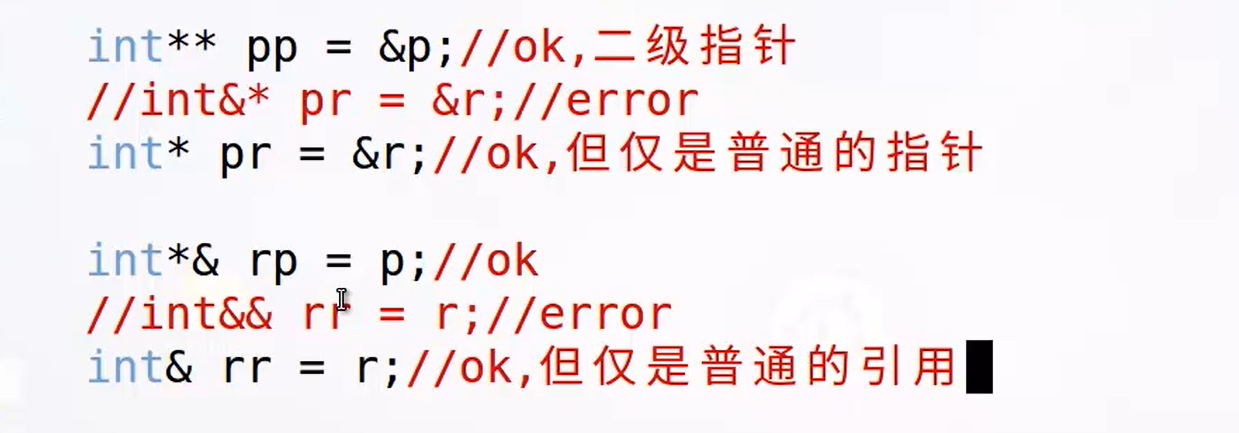 int** pp = &p;//ok,二级指针
//int&* pr = &r;//error
int* pr = &r;//ok,但仅是普通的指针
int*& rp = p;//ok
//int&& rr = r;//error
int& rr = r;//ok,但仅是普通的引用